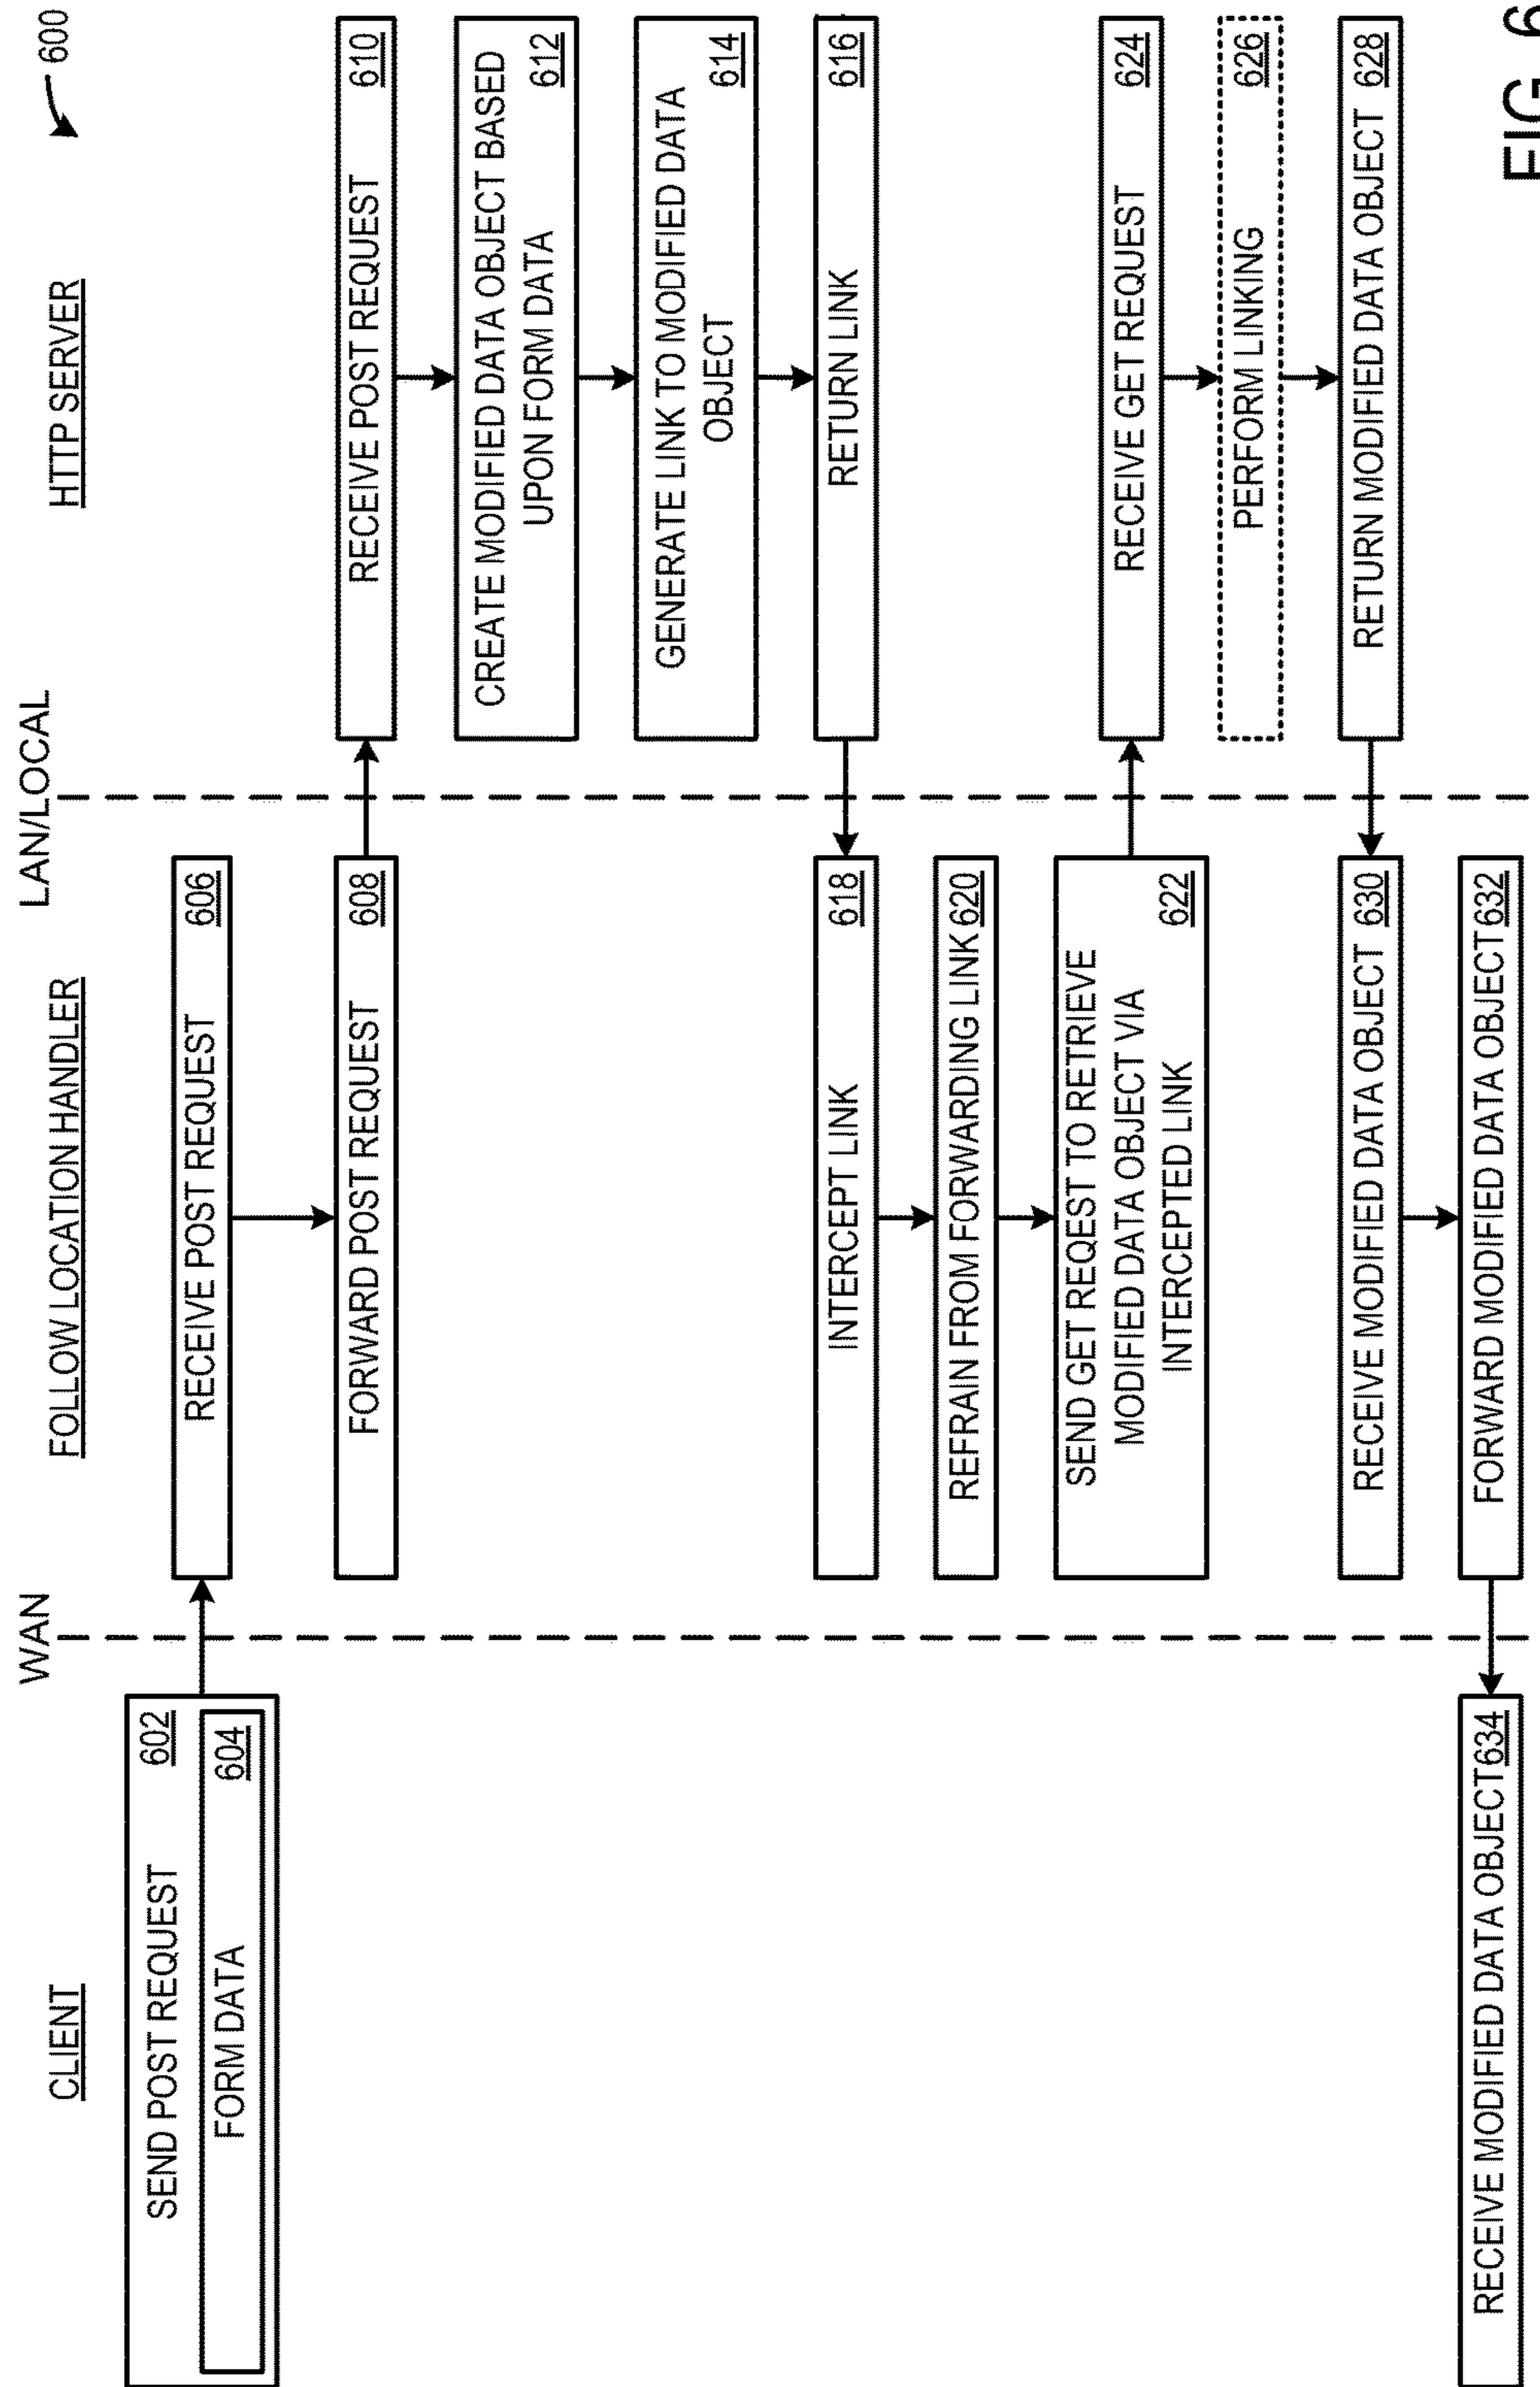 600
WAN
LAN/LOCAL
CLIENT
FOLLOW LOCATION HANDLER
HTTP SERVER
SEND POST REQUEST 602
FORM DATA 604
RECEIVE POST REQUEST 606
FORWARD POST REQUEST 608
RECEIVE POST REQUEST 610
CREATE MODIFIED DATA OBJECT BASED
UPON FORM DATA 612
GENERATE LINK TO MODIFIED DATA
OBJECT 614
RETURN LINK 616
INTERCEPT LINK 618
REFRAIN FROM FORWARDING LINK 620
SEND GET REQEST TO RETRIEVE
MODIFIED DATA OBJECT VIA
INTERCEPTED LINK 622
RECEIVE GET REQUEST 624
PERFORM LINKING 626
RETURN MODIFIED DATA OBJECT 628
RECEIVE MODIFIED DATA OBJECT 630
FORWARD MODIFIED DATA OBJECT 632
RECEIVE MODIFIED DATA OBJECT 634
FIG. 6